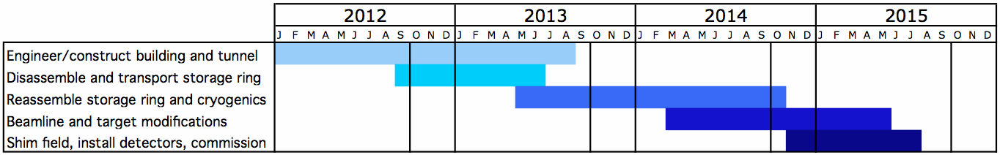 2012 2013 2014 2015
J F M A M J J A S O N D J F M A M J J A S O N D J F M A M J J A S O N D J F M A M J J A S O N D
Engineer/construct building and tunnel
Disassemble and transport storage ring
Reassemble storage ring and cryogenics
Beamline and target modifications
Shim field, install detectors, commission